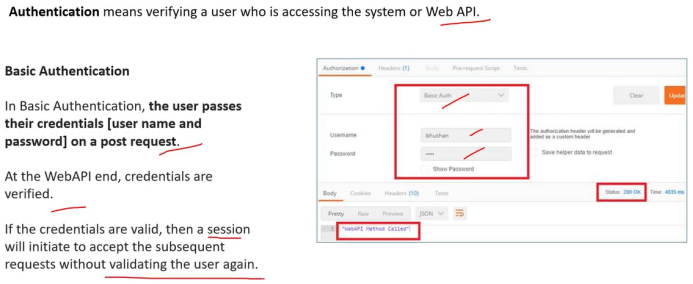 Authentication means verifying a user who is accessing the system or Web API.
Basic Authentication
In Basic Authentication, the user passes
their credentials [user name and
password] on a post request.
At the WebAPI end, credentials are
verified.
If the credentials are valid, then a session
will initiate to accept the subsequent
requests without validating the user again.
Authorization Headers (1) Body Pre-request Script Tests
Type Basic Auth Clear Updat
Username bhushan The authorization header will be generated and
added as a custom header
Password •••• Save helper data to request
Show Password
Body Cookies Headers (10) Tests Status: 200 OK Time: 4035 ms
Pretty Raw Preview JSON
1 "WebAPI Method Called"